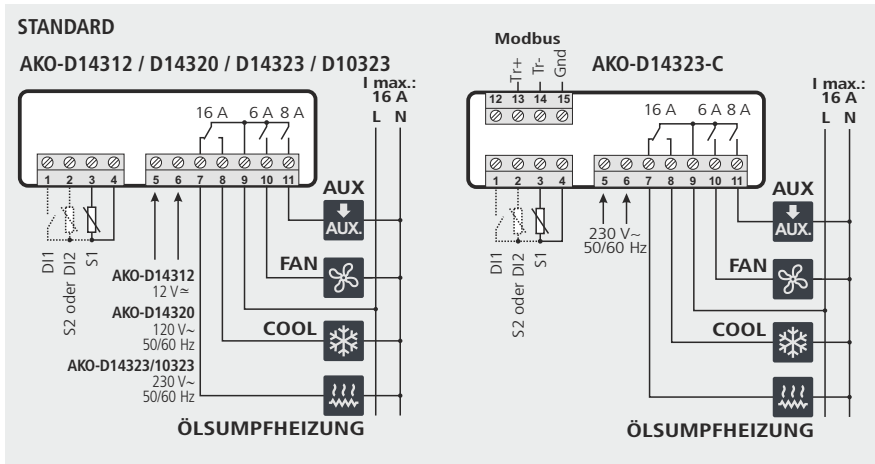 STANDARD
AKO-D14312 / D14320 / D14323 / D10323
I max.:
16 A
L N
16 A 6 A 8 A
1 2 3 4 5 6 7 8 9 10 11
DI1
S2 oder DI2
S1
AKO-D14312
12 V≂
AKO-D14320
120 V~
50/60 Hz
AKO-D14323/10323
230 V~
50/60 Hz
AUX
AUX.
FAN
COOL
ÖLSUMPFHEIZUNG
Modbus
Tr+
Tr-
Gnd
AKO-D14323-C
I max.:
16 A
L N
12 13 14 15
16 A 6 A 8 A
1 2 3 4 5 6 7 8 9 10 11
DI1
S2 oder DI2
S1
230 V~
50/60 Hz
AUX
AUX.
FAN
COOL
ÖLSUMPFHEIZUNG